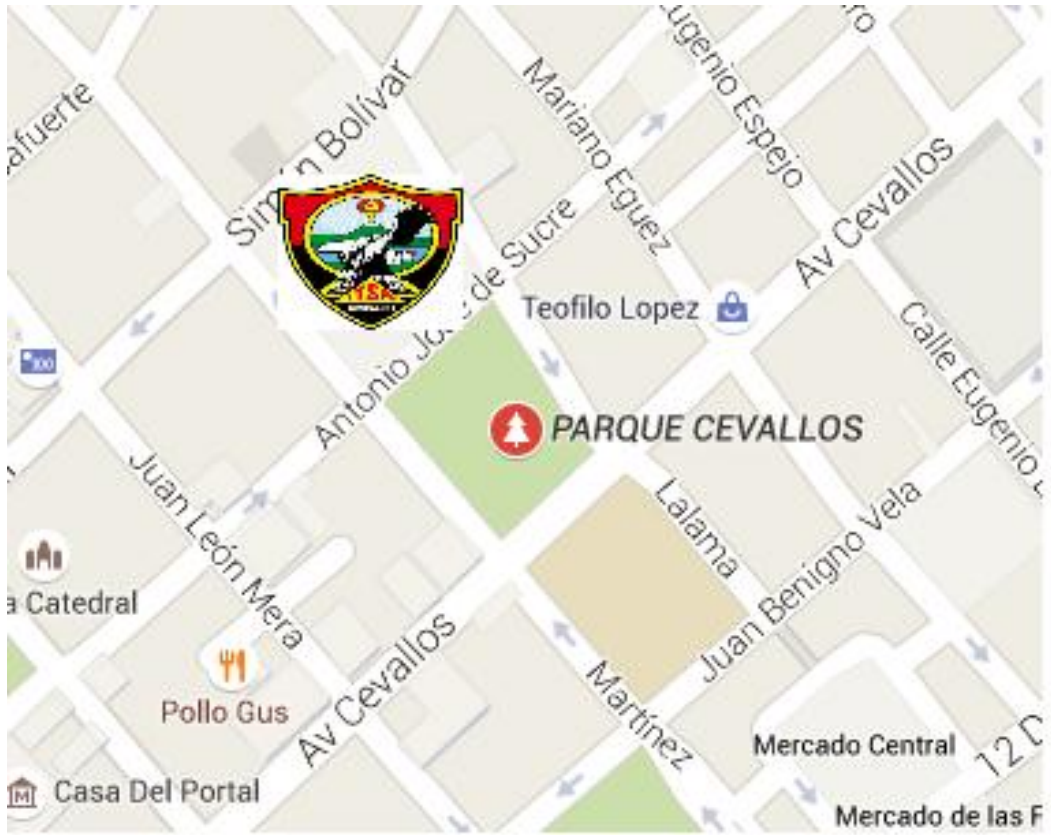 afuerte
Simón Bolívar
Mariano Eguez
Eugenio Espejo
Av Cevallos
Antonio José de Sucre
Teofilo Lopez
Calle Eugenio
PARQUE CEVALLOS
Juan León Mera
Lalama
Juan Benigno Vela
a Catedral
Pollo Gus
Av Cevallos
Martínez
Mercado Central
12 D
Casa Del Portal
Mercado de las F